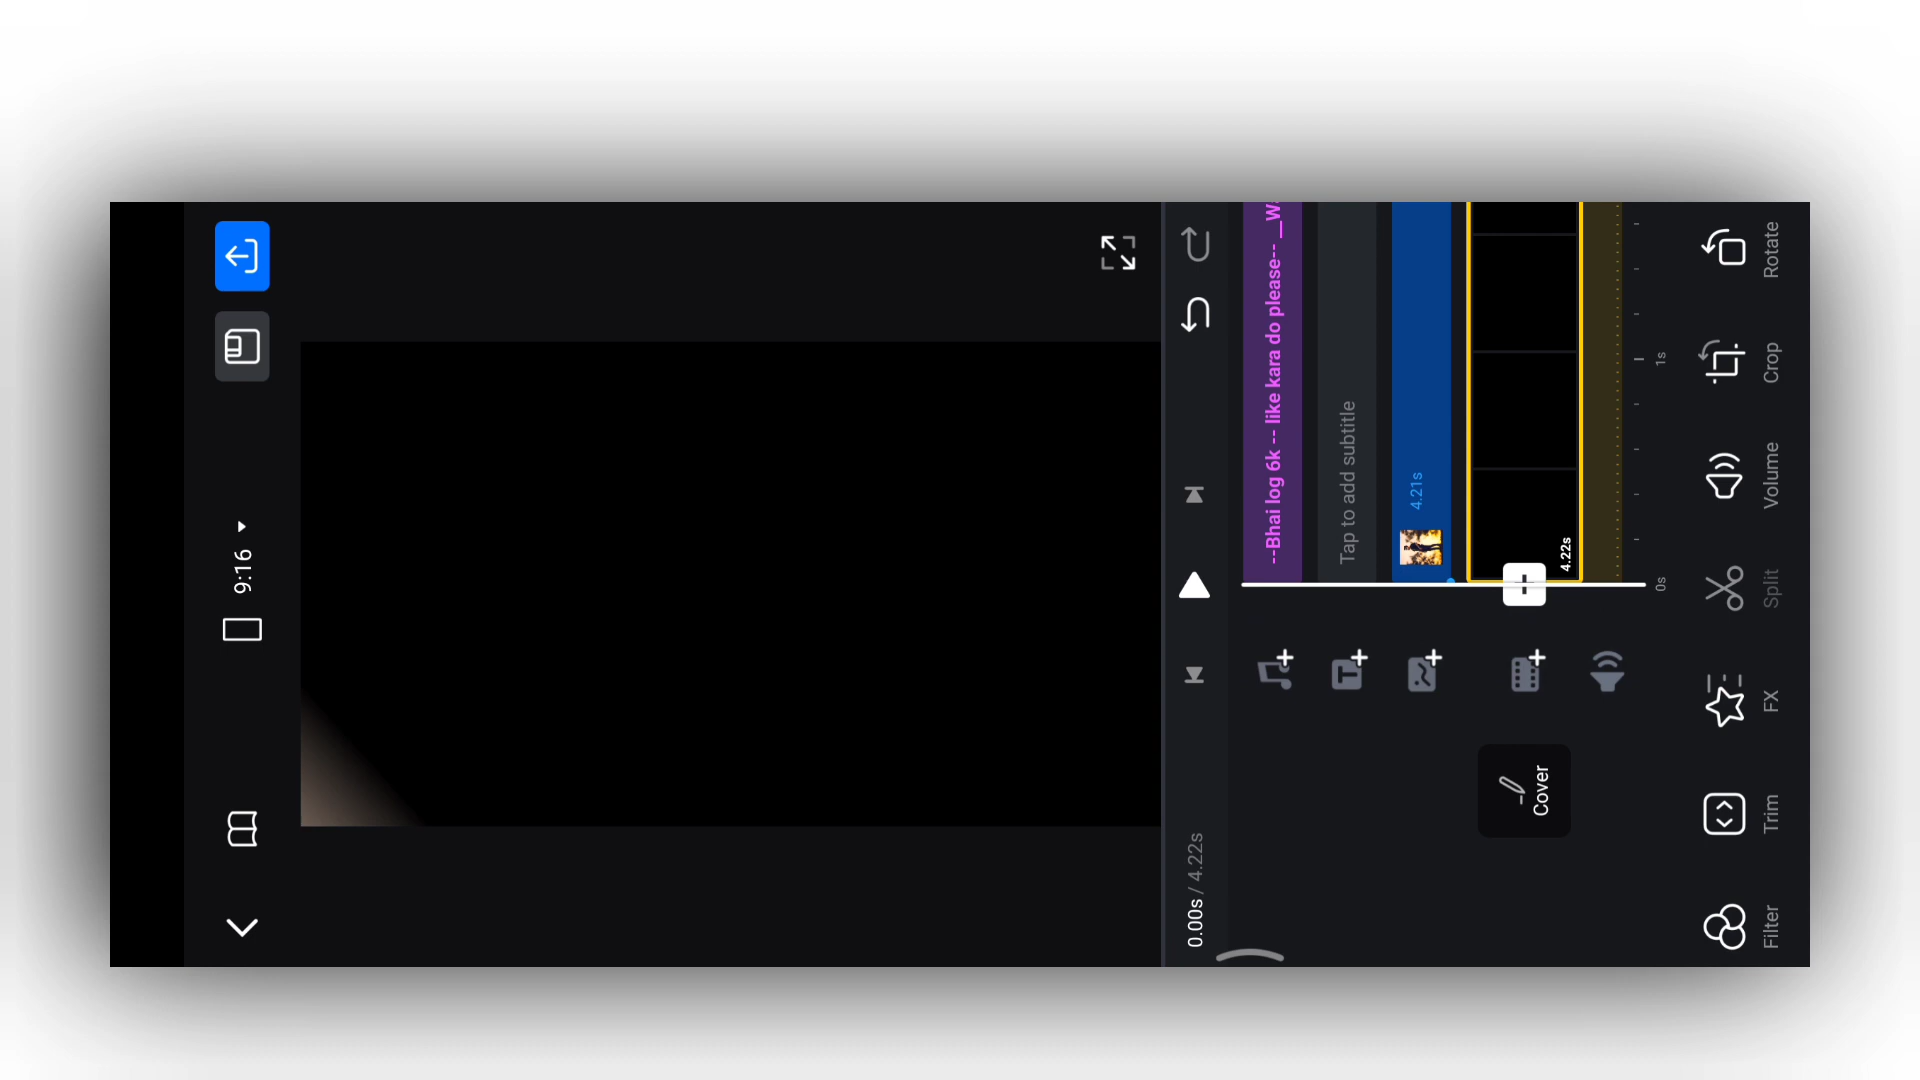 9:16
0.00s / 4.22s
--Bhai log 6k -- like kara do please-- __W
Tap to add subtitle
4.21s
4.22s
Cover
0s
1s
Filter
Trim
FX
Split
Volume
Crop
Rotate